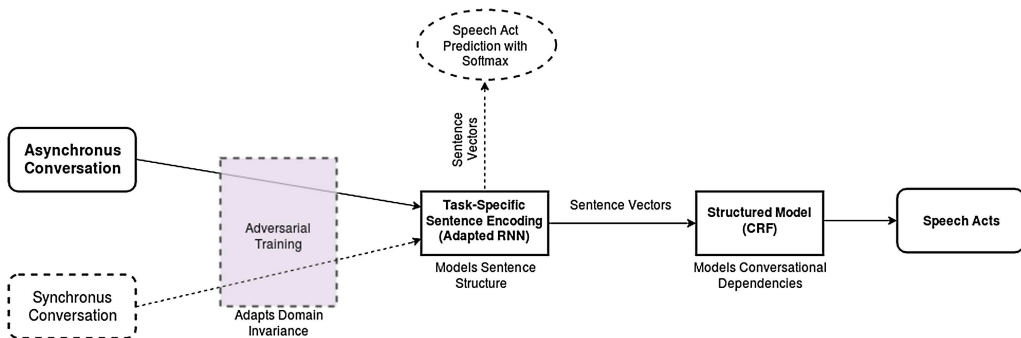 Speech Act
Prediction with
Softmax
Sentence
Vectors
Asynchronus
Conversation
Adversarial
Training
Task-Specific
Sentence Encoding
(Adapted RNN)
Sentence Vectors
Structured Model
(CRF)
Speech Acts
Models Sentence
Structure
Models Conversational
Dependencies
Synchronus
Conversation
Adapts Domain
Invariance